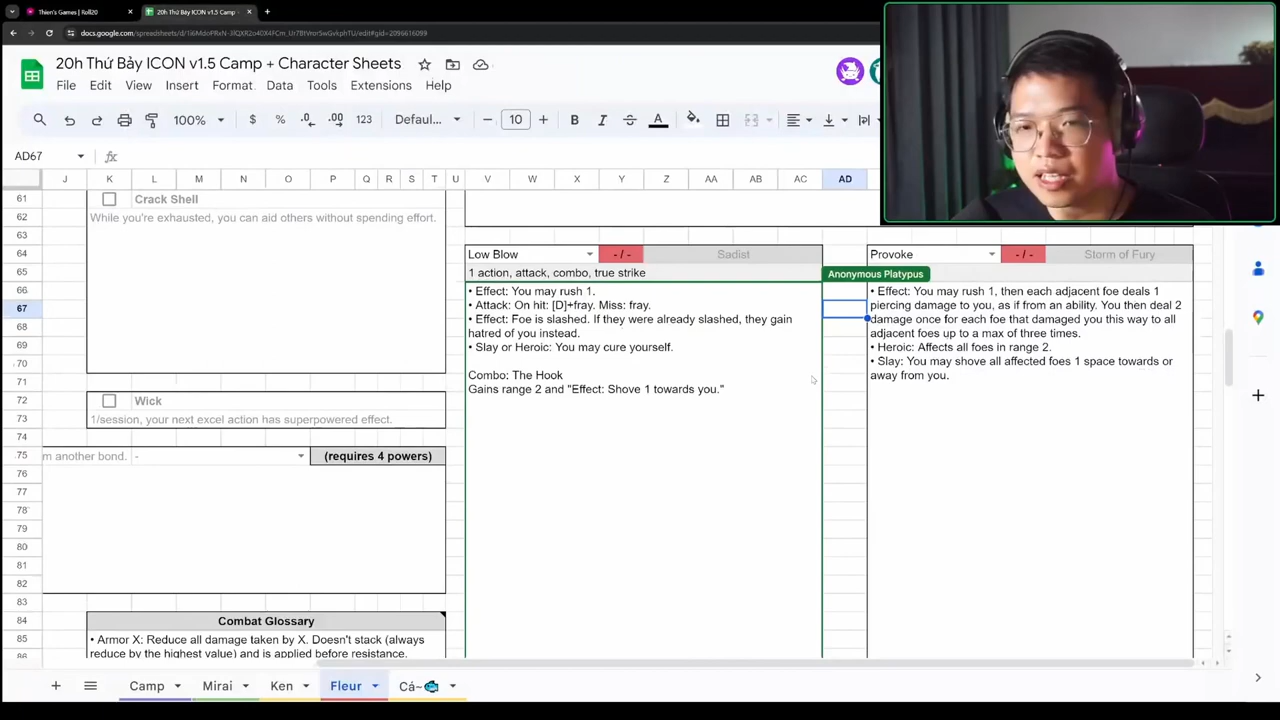 Thien's Games | Roll20
20h Thứ Bảy ICON v1.5 Camp +
20h Thứ Bảy ICON v1.5 Camp + Character Sheets
File Edit View Insert Format Data Tools Extensions Help
100% $ % .0 .00 123 Defaul... 10 B I A
AD67
J K L M N O P Q R S T U V W X Y Z AA AB AC AD
61 Crack Shell
62 While you're exhausted, you can aid others without spending effort.
63
64 Low Blow - / - Sadist Provoke - / - Storm of Fury
65 1 action, attack, combo, true strike Anonymous Platypus
66 • Effect: You may rush 1.
67 • Attack: On hit: [D]+fray. Miss: fray.
68 • Effect: Foe is slashed. If they were already slashed, they gain
69 hatred of you instead.
70 • Slay or Heroic: You may cure yourself.
Combo: The Hook
Gains range 2 and "Effect: Shove 1 towards you."
• Effect: You may rush 1, then each adjacent foe deals 1
piercing damage to you, as if from an ability. You then deal 2
damage once for each foe that damaged you this way to all
adjacent foes up to a max of three times.
• Heroic: Affects all foes in range 2.
• Slay: You may shove all affected foes 1 space towards or
away from you.
71
72 Wick
73 1/session, your next excel action has superpowered effect.
74
75 m another bond. - (requires 4 powers)
76
77
78
79
80
81
82
83
84 Combat Glossary
85 • Armor X: Reduce all damage taken by X. Doesn't stack (always
86 reduce by the highest value) and is applied before resistance.
Camp Mirai Ken Fleur Cá~🐟